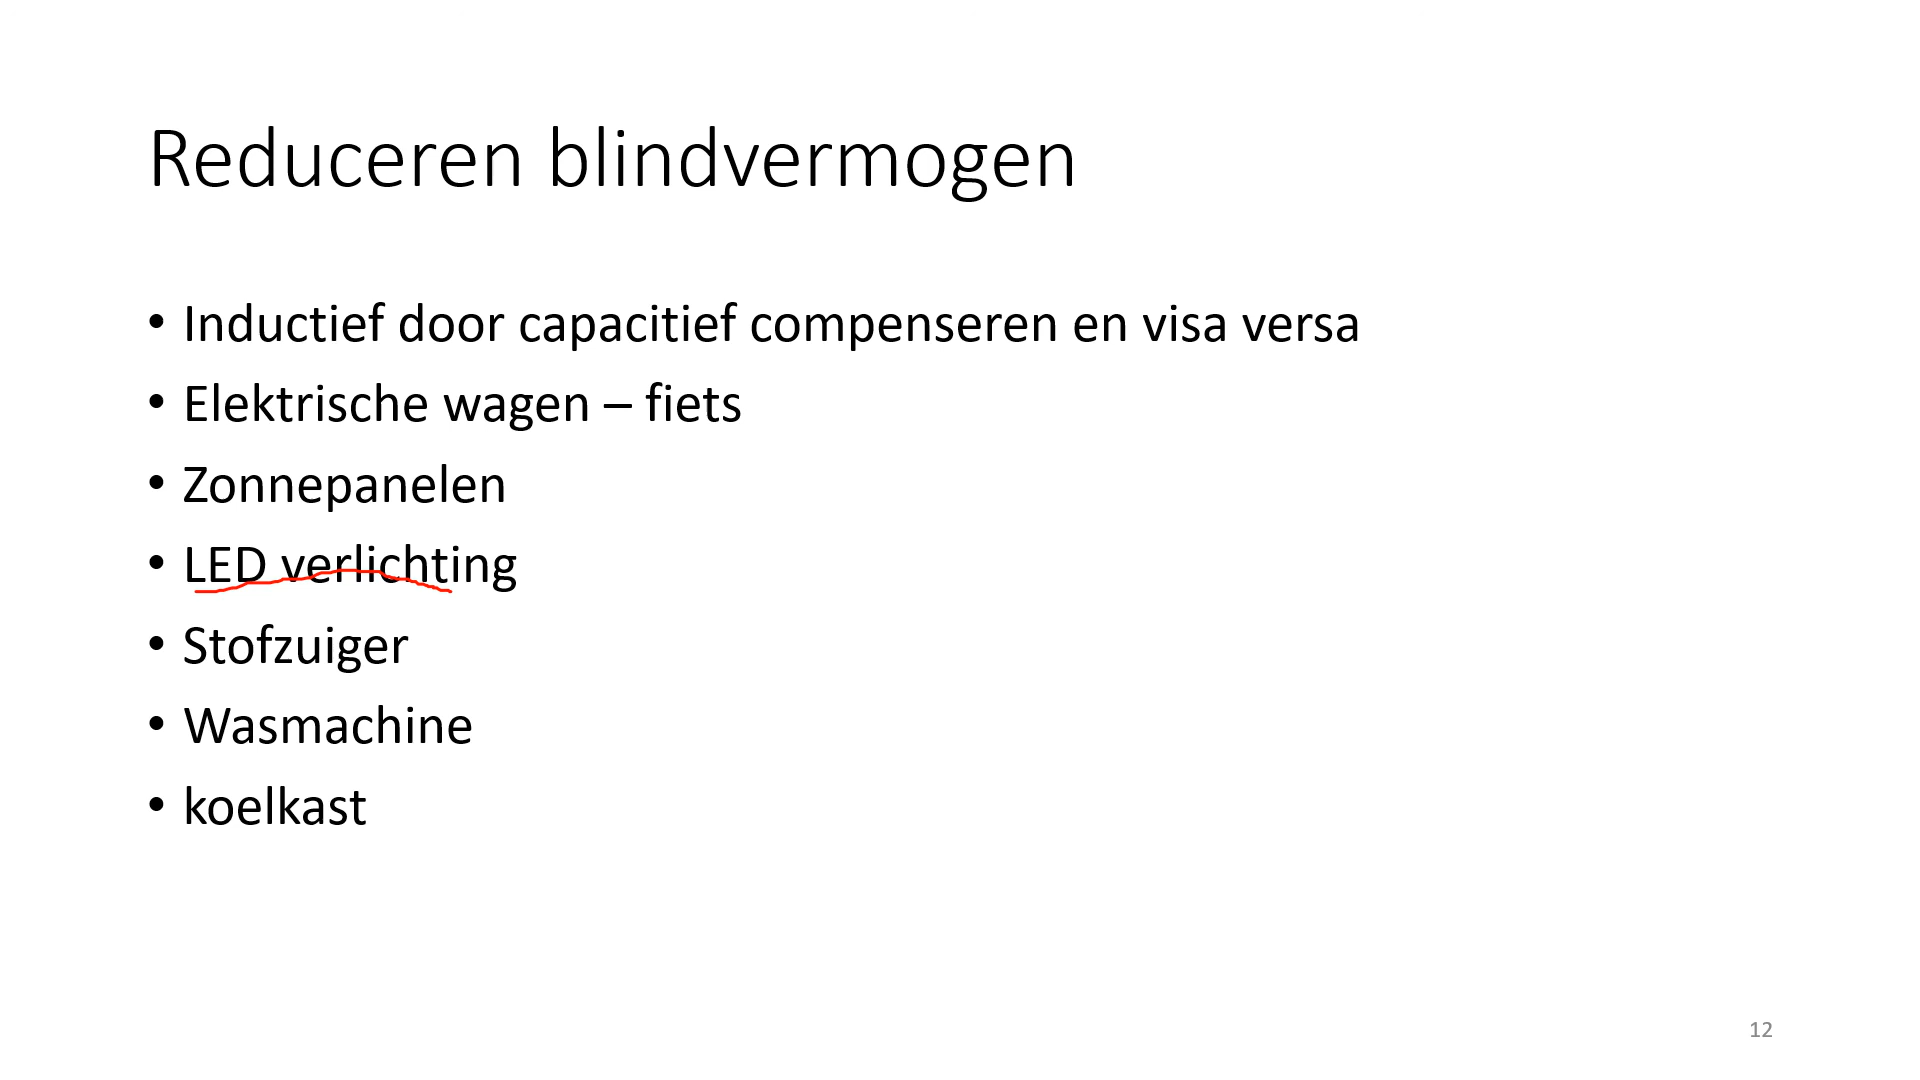 Reduceren blindvermogen
• Inductief door capacitief compenseren en visa versa
• Elektrische wagen – fiets
• Zonnepanelen
• LED verlichting
• Stofzuiger
• Wasmachine
• koelkast
12